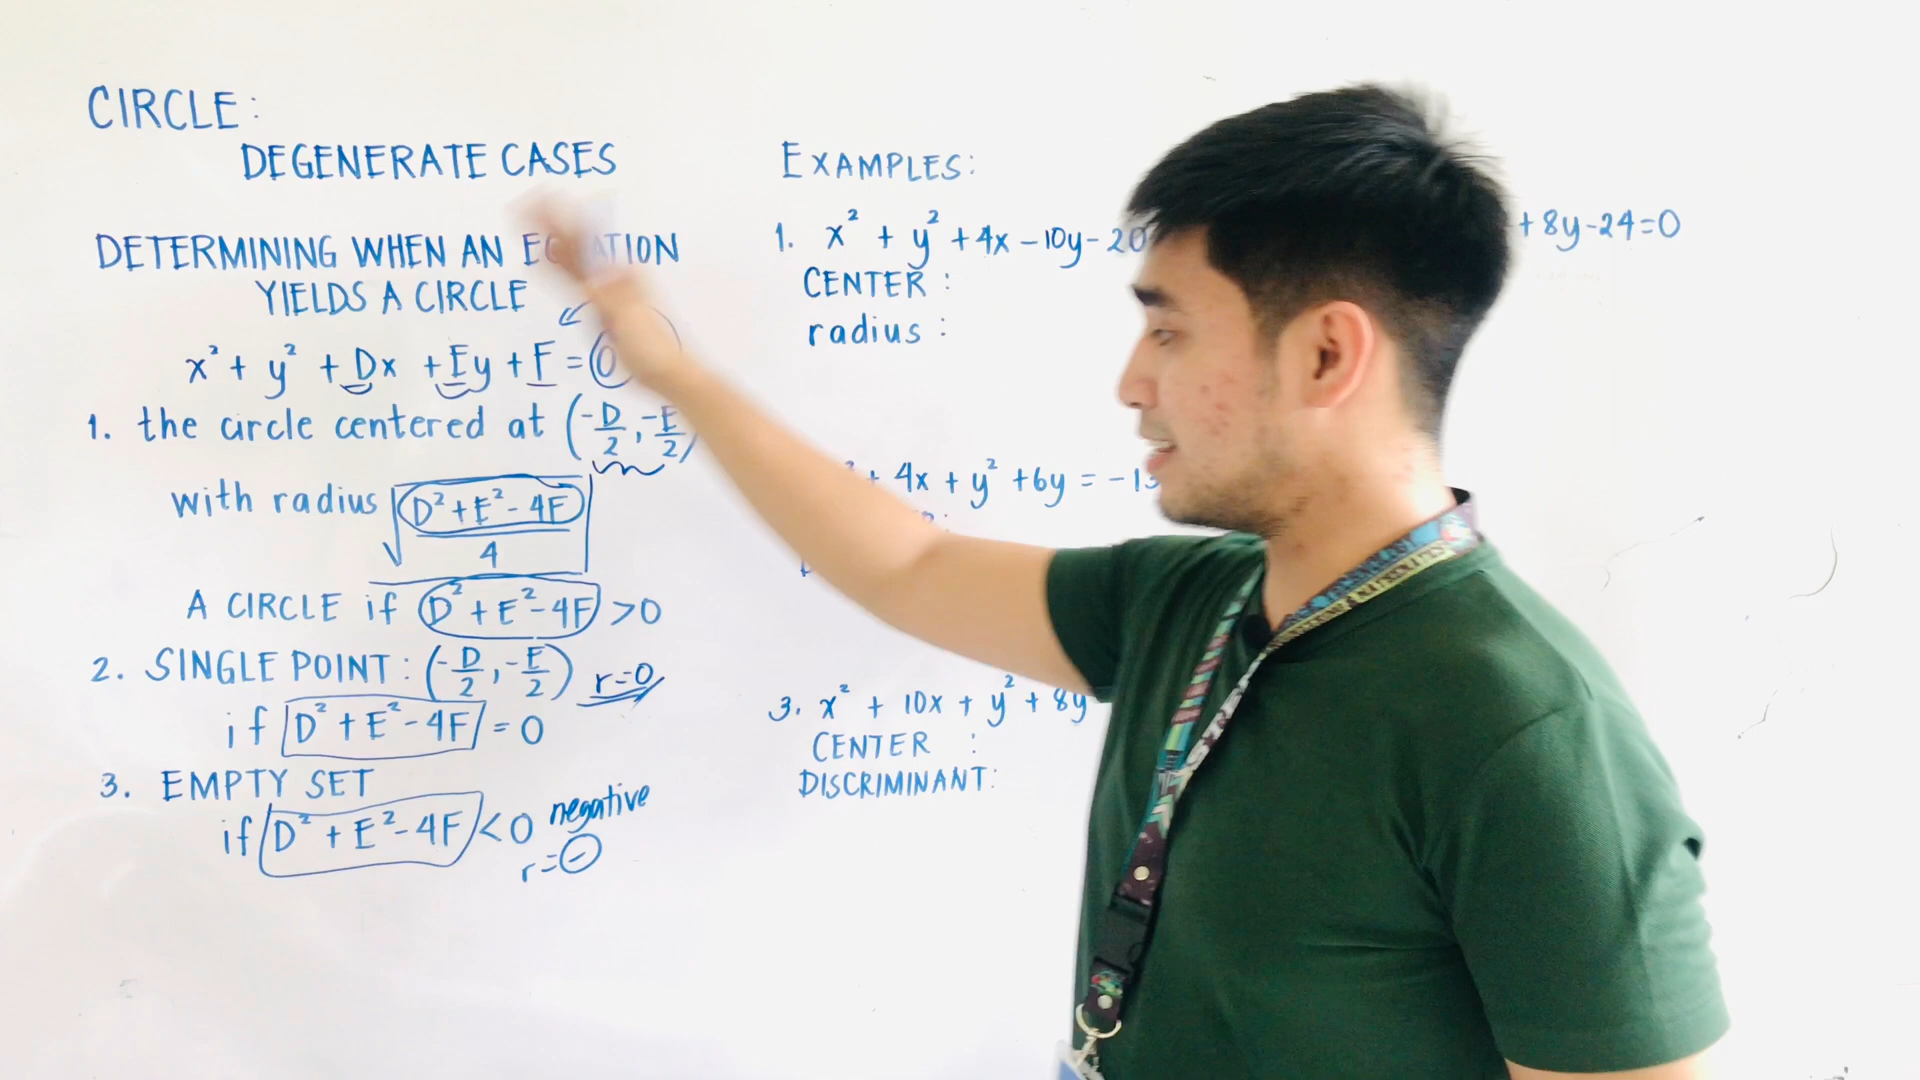 CIRCLE:
DEGENERATE CASES
DETERMINING WHEN AN
YIELDS A CIRCLE
x² + y² + Dx + Ey + F = 0
1. the circle centered at (-D/2, -E/2)
with radius √((D² + E² - 4F)/4)
A CIRCLE if D² + E² - 4F > 0
2. SINGLE POINT: (-D/2, -E/2) r=0
if D² + E² - 4F = 0
3. EMPTY SET
if D² + E² - 4F < 0 negative
r = -
EXAMPLES:
1. x² + y² + 4x - 10y - 20
CENTER :
radius :
+ 4x + y² + 6y = -13
3. x² + 10x + y² + 8y
CENTER :
DISCRIMINANT:
+ 8y - 24 = 0